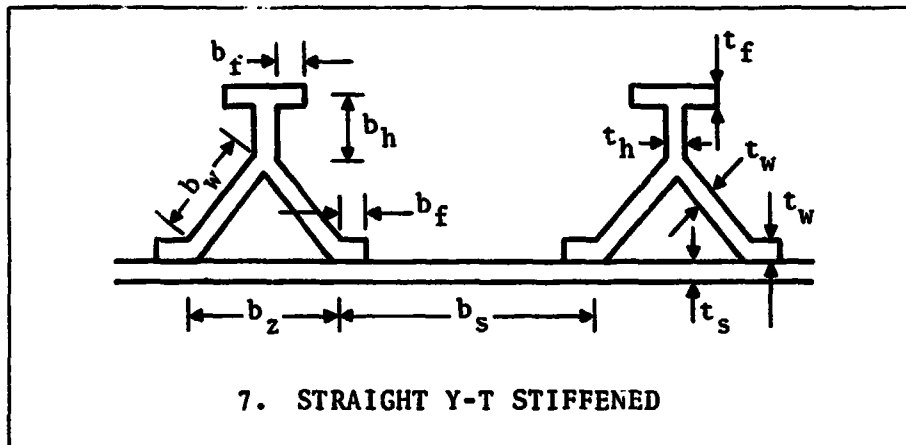 b_f
t_f
b_h
t_h
t_w
b_w
b_f
t_w
b_z
b_s
t_s
7. STRAIGHT Y-T STIFFENED